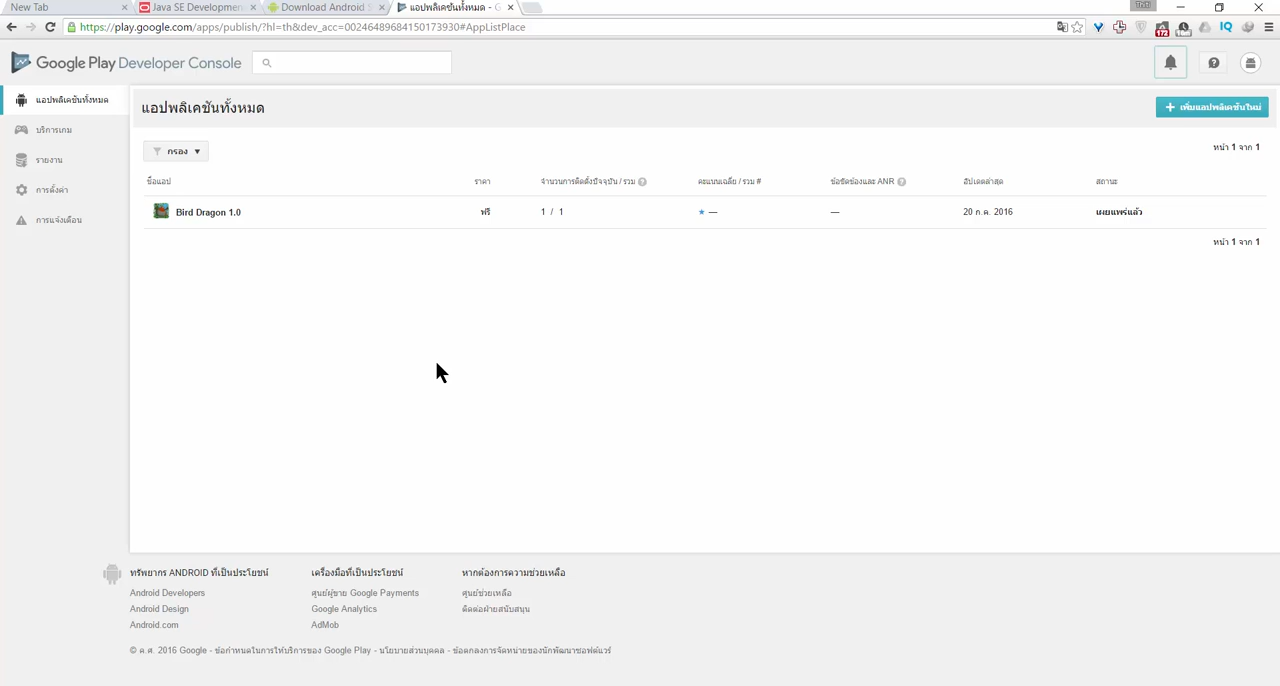 New Tab
Java SE Developmen
Download Android S
แอปพลิเคชันทั้งหมด - G
Thiti
https://play.google.com/apps/publish/?hl=th&dev_acc=00246489684150173930#AppListPlace
172
IQ
Google Play Developer Console
แอปพลิเคชันทั้งหมด
บริการเกม
รายงาน
การตั้งค่า
การแจ้งเตือน
แอปพลิเคชันทั้งหมด
+ เพิ่มแอปพลิเคชันใหม่
กรอง
หน้า 1 จาก 1
ชื่อแอป ราคา จำนวนการติดตั้งปัจจุบัน / รวม คะแนนเฉลี่ย / รวม # ข้อขัดข้องและ ANR อัปเดตล่าสุด สถานะ
Bird Dragon 1.0 ฟรี 1 / 1 ★ — — 20 ก.ค. 2016 เผยแพร่แล้ว
หน้า 1 จาก 1
ทรัพยากร ANDROID ที่เป็นประโยชน์
Android Developers
Android Design
Android.com
เครื่องมือที่เป็นประโยชน์
ศูนย์ผู้ขาย Google Payments
Google Analytics
AdMob
หากต้องการความช่วยเหลือ
ศูนย์ช่วยเหลือ
ติดต่อฝ่ายสนับสนุน
© ค.ศ. 2016 Google - ข้อกำหนดในการให้บริการของ Google Play - นโยบายส่วนบุคคล - ข้อตกลงการจัดจำหน่ายของนักพัฒนาซอฟต์แวร์